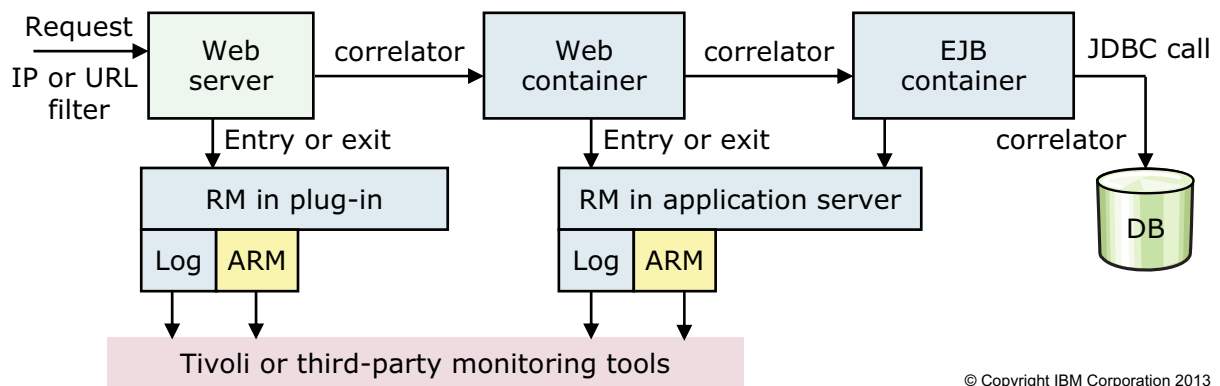 Request
IP or URL
filter
Web
server
correlator
Web
container
correlator
EJB
container
JDBC call
correlator
DB
Entry or exit
Entry or exit
RM in plug-in
RM in application server
Log
ARM
Log
ARM
Tivoli or third-party monitoring tools
© Copyright IBM Corporation 2013